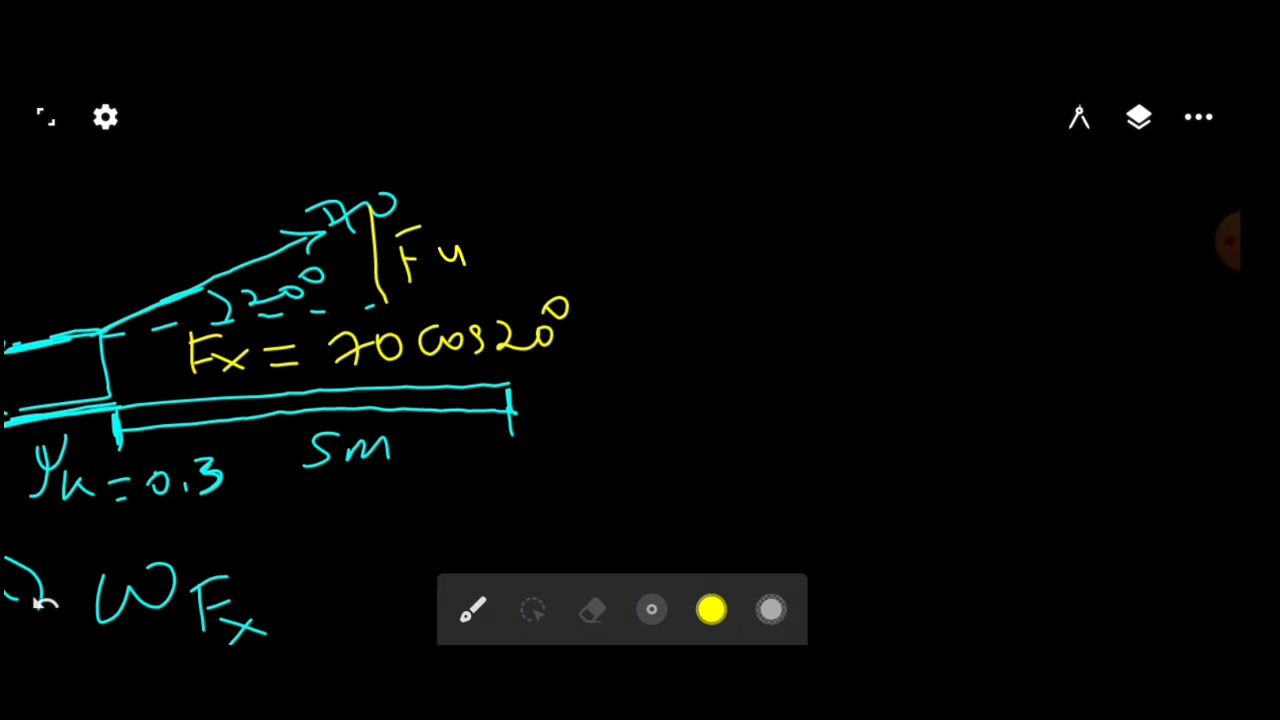 70
20°
Fy
Fx = 70 cos 20°
5m
μk = 0.3
WFx